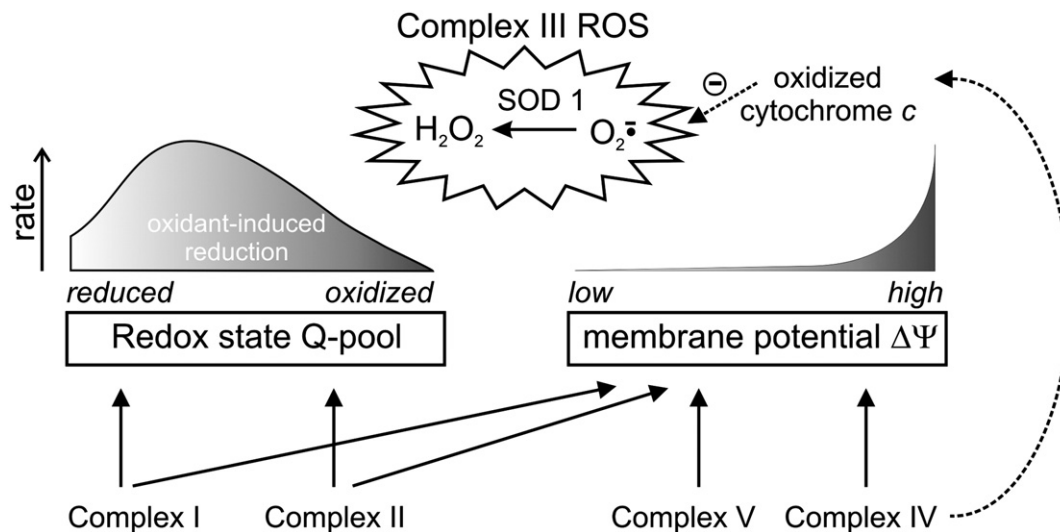 Complex III ROS
SOD 1
H₂O₂
O₂•̄
⊖
oxidized
cytochrome c
rate
oxidant-induced
reduction
reduced
oxidized
low
high
Redox state Q-pool
membrane potential ΔΨ
Complex I
Complex II
Complex V
Complex IV